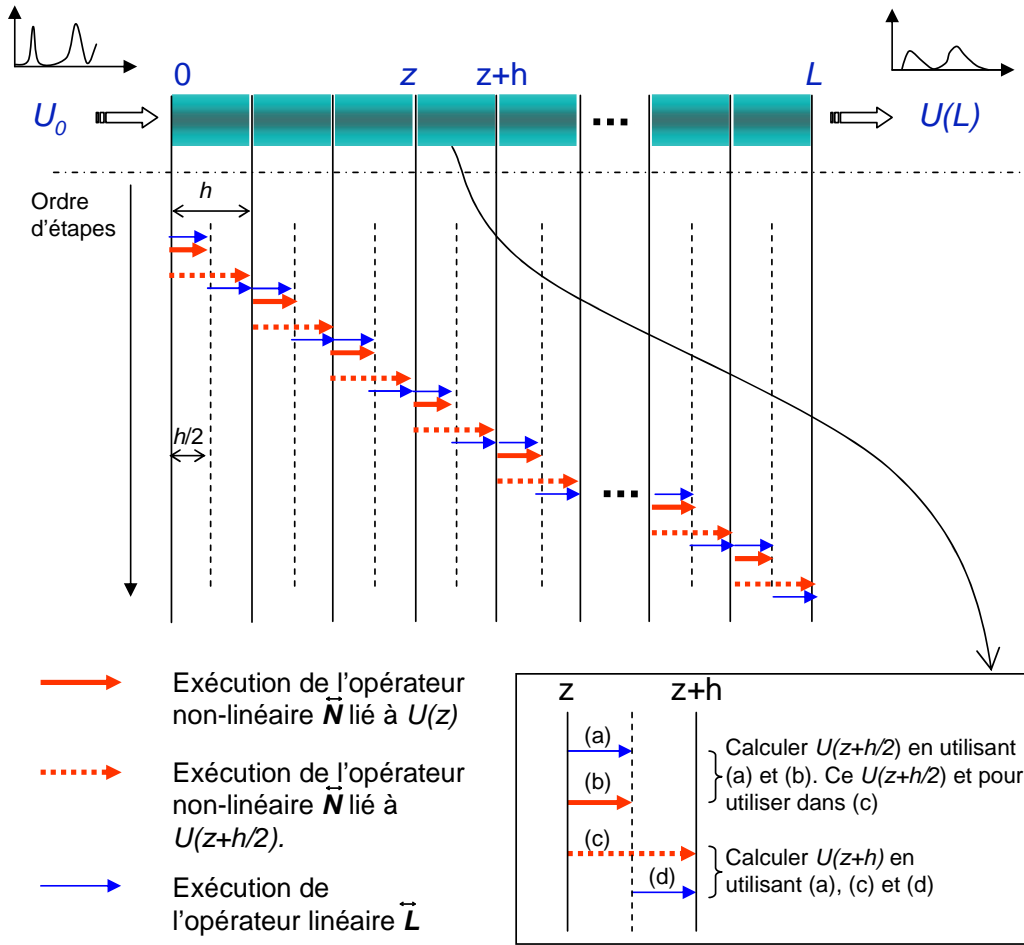 0 z z+h L
U0 U(L)
Ordre
d'étapes
h
h/2
Exécution de l'opérateur
non-linéaire N lié à U(z)
Exécution de l'opérateur
non-linéaire N lié à
U(z+h/2).
Exécution de
l'opérateur linéaire L
z z+h
(a)
(b)
(c)
(d)
Calculer U(z+h/2) en utilisant
(a) et (b). Ce U(z+h/2) et pour
utiliser dans (c)
Calculer U(z+h) en
utilisant (a), (c) et (d)